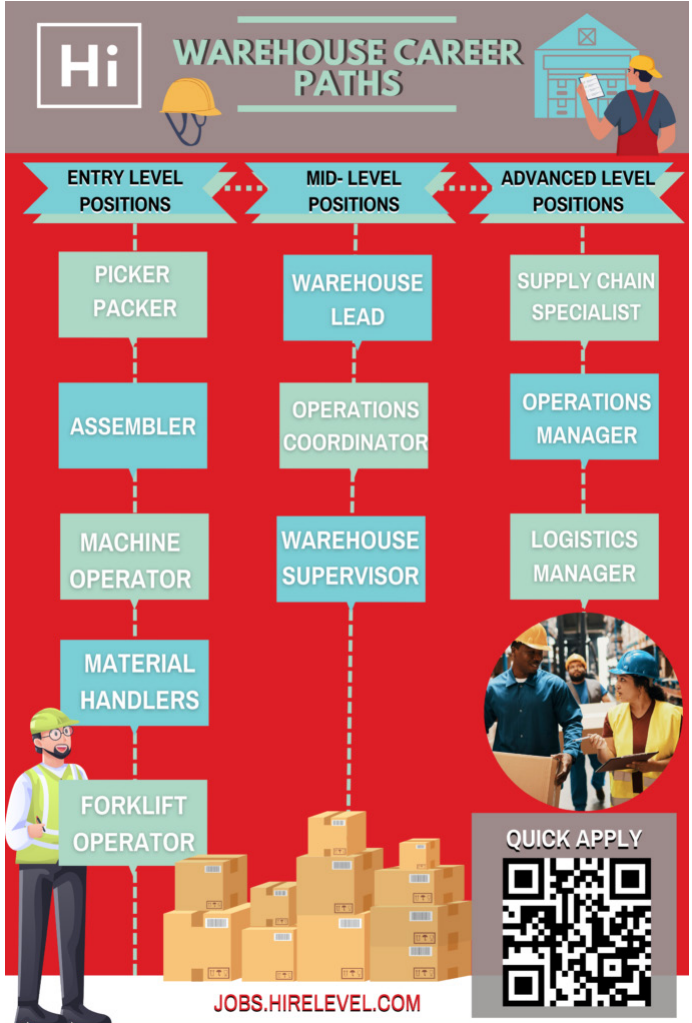 Hi
WAREHOUSE CAREER
PATHS
ENTRY LEVEL
POSITIONS
PICKER
PACKER
ASSEMBLER
MACHINE
OPERATOR
MATERIAL
HANDLERS
FORKLIFT
OPERATOR
MID- LEVEL
POSITIONS
WAREHOUSE
LEAD
OPERATIONS
COORDINATOR
WAREHOUSE
SUPERVISOR
ADVANCED LEVEL
POSITIONS
SUPPLY CHAIN
SPECIALIST
OPERATIONS
MANAGER
LOGISTICS
MANAGER
QUICK APPLY
JOBS.HIRELEVEL.COM